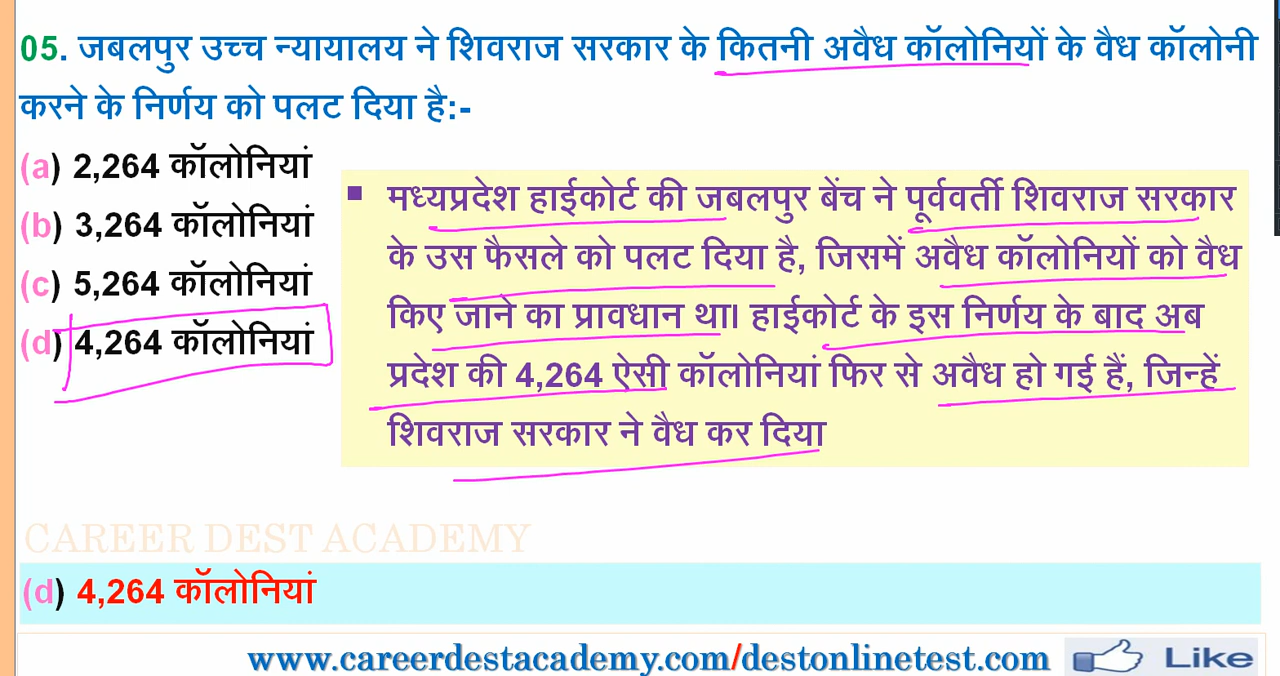 05. जबलपुर उच्च न्यायालय ने शिवराज सरकार के कितनी अवैध कॉलोनियों के वैध कॉलोनी
करने के निर्णय को पलट दिया है:-
(a) 2,264 कॉलोनियां
(b) 3,264 कॉलोनियां
(c) 5,264 कॉलोनियां
(d) 4,264 कॉलोनियां
▪ मध्यप्रदेश हाईकोर्ट की जबलपुर बेंच ने पूर्ववर्ती शिवराज सरकार
के उस फैसले को पलट दिया है, जिसमें अवैध कॉलोनियों को वैध
किए जाने का प्रावधान था। हाईकोर्ट के इस निर्णय के बाद अब
प्रदेश की 4,264 ऐसी कॉलोनियां फिर से अवैध हो गई हैं, जिन्हें
शिवराज सरकार ने वैध कर दिया
CAREER DEST ACADEMY
(d) 4,264 कॉलोनियां
www.careerdestacademy.com/destonlinetest.com
Like